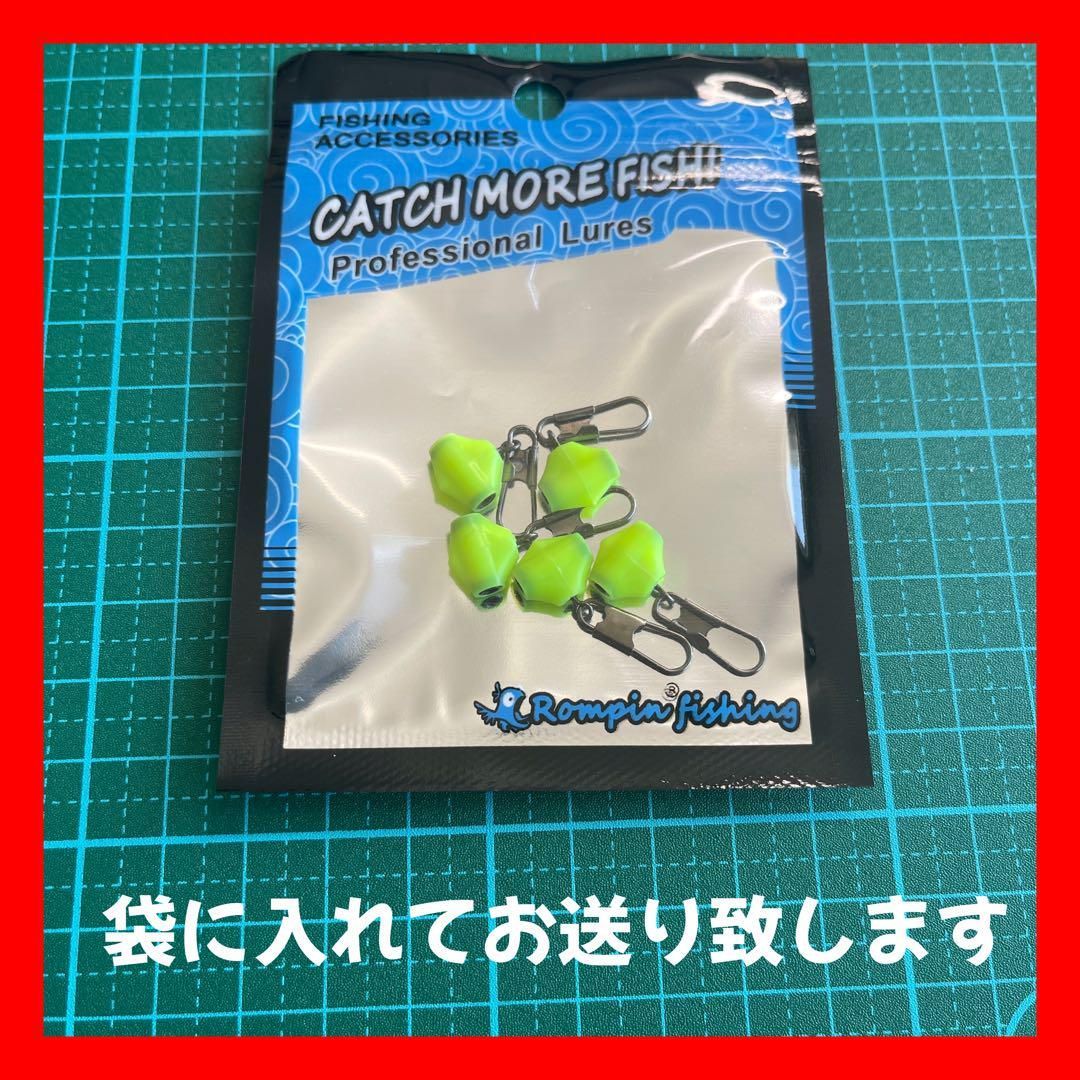 FISHING
ACCESSORIES
CATCH MORE FISH!
Professional Lures
Rompin® fishing
袋に入れてお送り致します